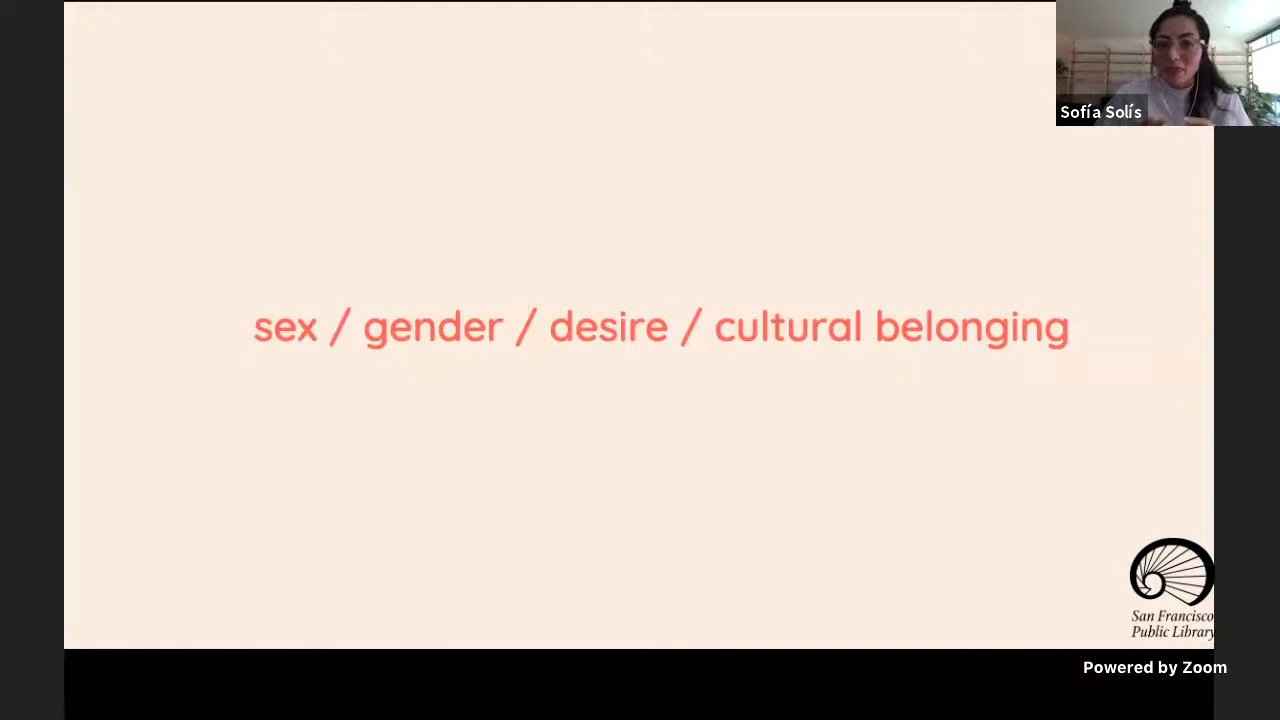 Sofía Solís
sex / gender / desire / cultural belonging
San Francisco
Public Library
Powered by Zoom